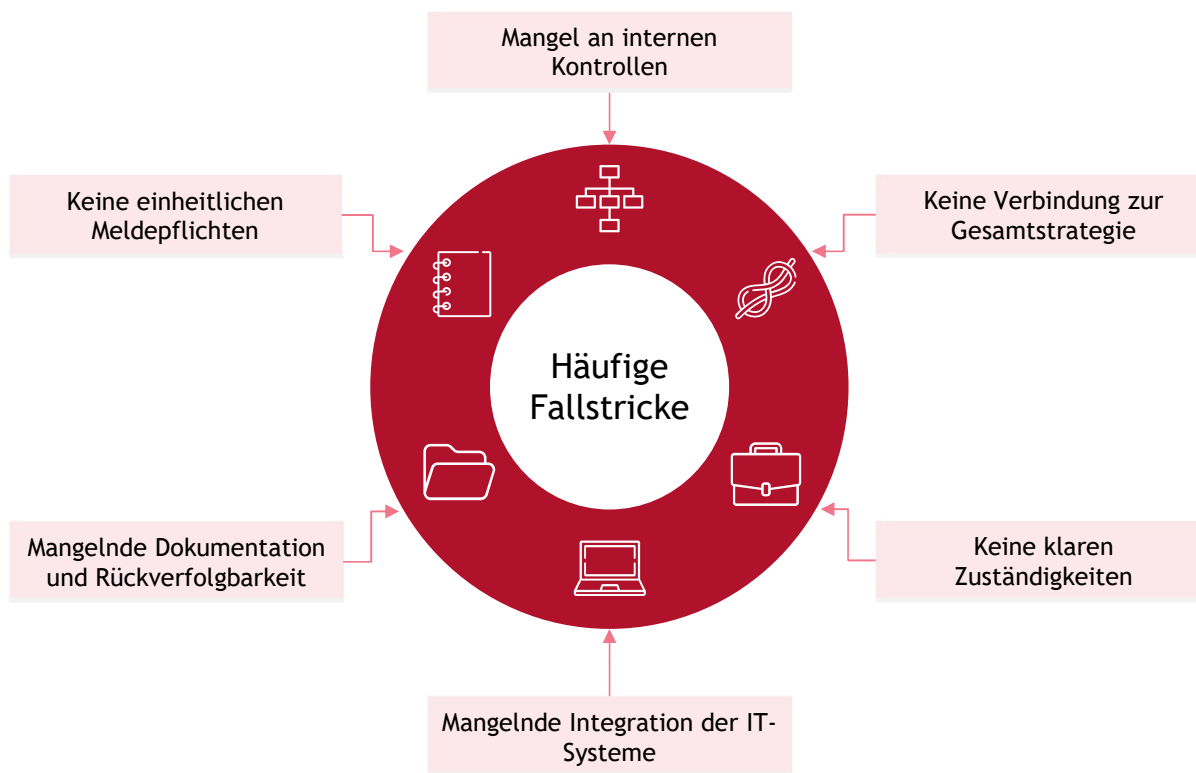 Mangel an internen
Kontrollen
Keine einheitlichen
Meldepflichten
Keine Verbindung zur
Gesamtstrategie
Häufige
Fallstricke
Mangelnde Dokumentation
und Rückverfolgbarkeit
Keine klaren
Zuständigkeiten
Mangelnde Integration der IT-
Systeme